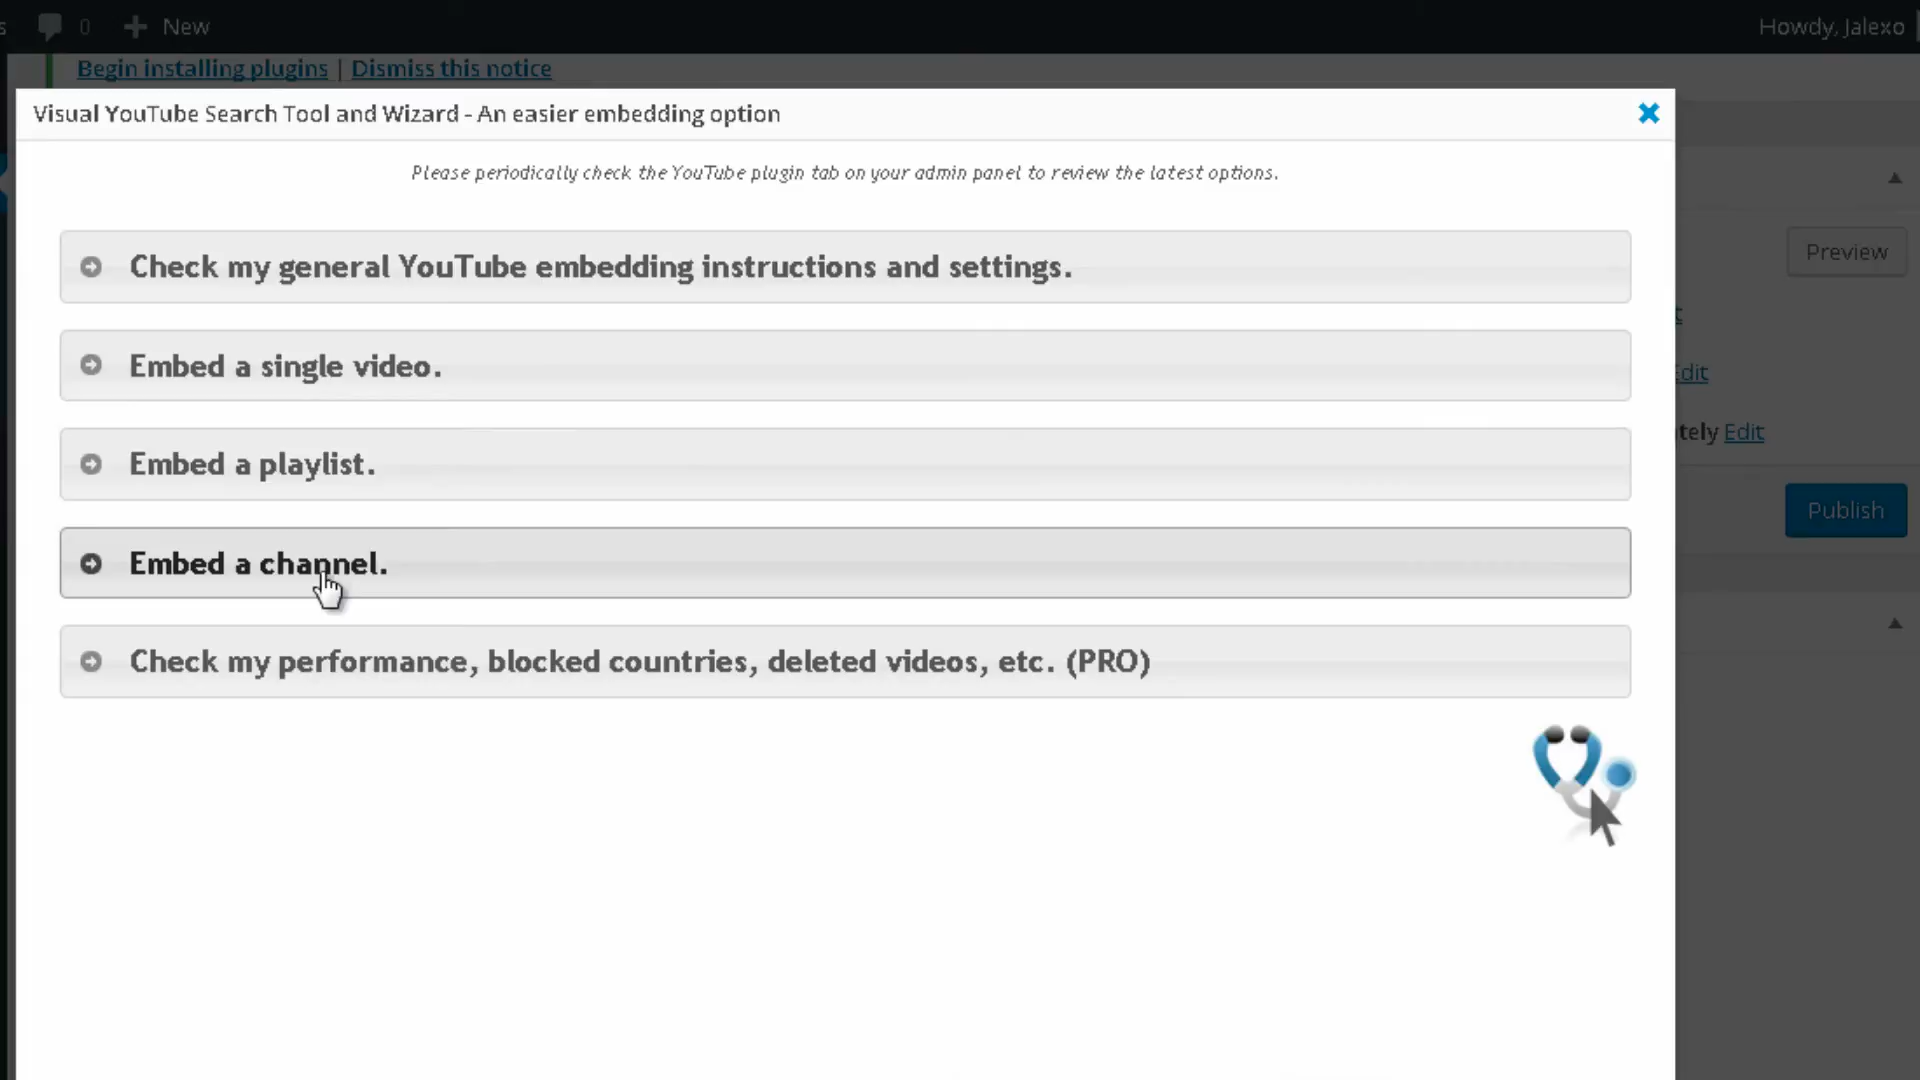 0 New Howdy, Jalexo
Begin installing plugins | Dismiss this notice
Visual YouTube Search Tool and Wizard - An easier embedding option
Please periodically check the YouTube plugin tab on your admin panel to review the latest options.
Check my general YouTube embedding instructions and settings.
Preview
Embed a single video.
Edit
tely Edit
Embed a playlist.
Publish
Embed a channel.
Check my performance, blocked countries, deleted videos, etc. (PRO)